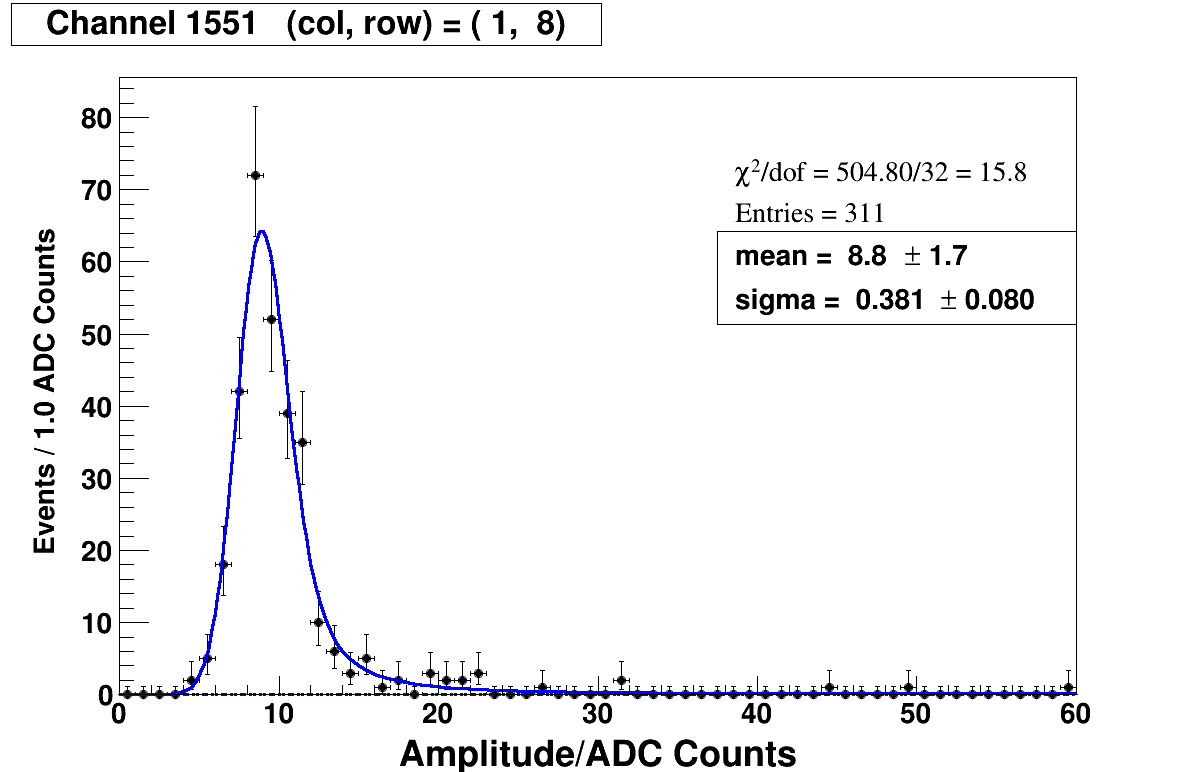 Channel 1551 (col, row) = ( 1, 8)
χ²/dof = 504.80/32 = 15.8
Entries = 311
mean = 8.8 ± 1.7
sigma = 0.381 ± 0.080
Events / 1.0 ADC Counts
80
70
60
50
40
30
20
10
0
0 10 20 30 40 50 60
Amplitude/ADC Counts